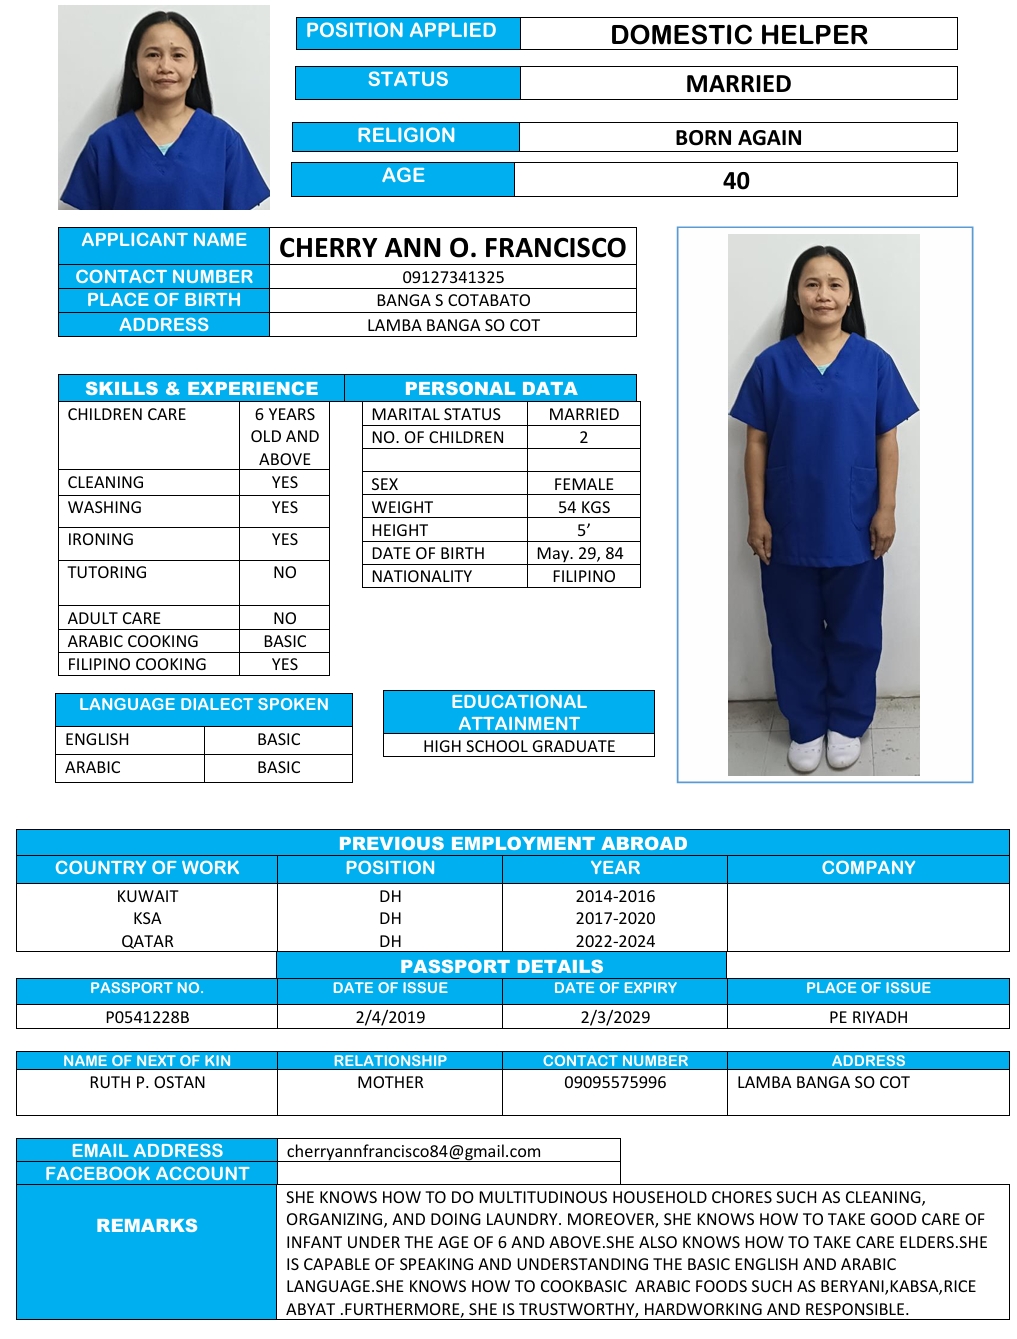 POSITION APPLIED DOMESTIC HELPER
STATUS MARRIED
RELIGION BORN AGAIN
AGE 40
APPLICANT NAME CHERRY ANN O. FRANCISCO
CONTACT NUMBER 09127341325
PLACE OF BIRTH BANGA S COTABATO
ADDRESS LAMBA BANGA SO COT
SKILLS & EXPERIENCE
CHILDREN CARE 6 YEARS
OLD AND
ABOVE
CLEANING YES
WASHING YES
IRONING YES
TUTORING NO
ADULT CARE NO
ARABIC COOKING BASIC
FILIPINO COOKING YES
PERSONAL DATA
MARITAL STATUS MARRIED
NO. OF CHILDREN 2
SEX FEMALE
WEIGHT 54 KGS
HEIGHT 5’
DATE OF BIRTH May. 29, 84
NATIONALITY FILIPINO
LANGUAGE DIALECT SPOKEN
ENGLISH BASIC
ARABIC BASIC
EDUCATIONAL
ATTAINMENT
HIGH SCHOOL GRADUATE
PREVIOUS EMPLOYMENT ABROAD
COUNTRY OF WORK POSITION YEAR COMPANY
KUWAIT DH 2014-2016
KSA DH 2017-2020
QATAR DH 2022-2024
PASSPORT DETAILS
PASSPORT NO. DATE OF ISSUE DATE OF EXPIRY PLACE OF ISSUE
P0541228B 2/4/2019 2/3/2029 PE RIYADH
NAME OF NEXT OF KIN RELATIONSHIP CONTACT NUMBER ADDRESS
RUTH P. OSTAN MOTHER 09095575996 LAMBA BANGA SO COT
EMAIL ADDRESS cherryannfrancisco84@gmail.com
FACEBOOK ACCOUNT
REMARKS
SHE KNOWS HOW TO DO MULTITUDINOUS HOUSEHOLD CHORES SUCH AS CLEANING,
ORGANIZING, AND DOING LAUNDRY. MOREOVER, SHE KNOWS HOW TO TAKE GOOD CARE OF
INFANT UNDER THE AGE OF 6 AND ABOVE.SHE ALSO KNOWS HOW TO TAKE CARE ELDERS.SHE
IS CAPABLE OF SPEAKING AND UNDERSTANDING THE BASIC ENGLISH AND ARABIC
LANGUAGE.SHE KNOWS HOW TO COOKBASIC  ARABIC FOODS SUCH AS BERYANI,KABSA,RICE
ABYAT .FURTHERMORE, SHE IS TRUSTWORTHY, HARDWORKING AND RESPONSIBLE.